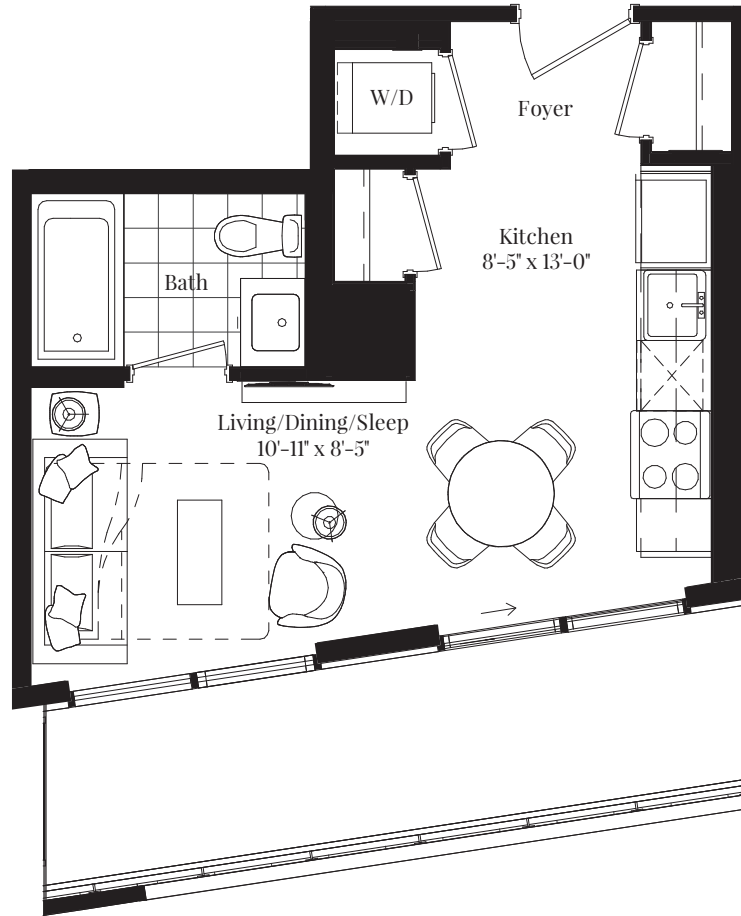 W/D
Foyer
Kitchen
8'-5" x 13'-0"
Bath
Living/Dining/Sleep
10'-11" x 8'-5"